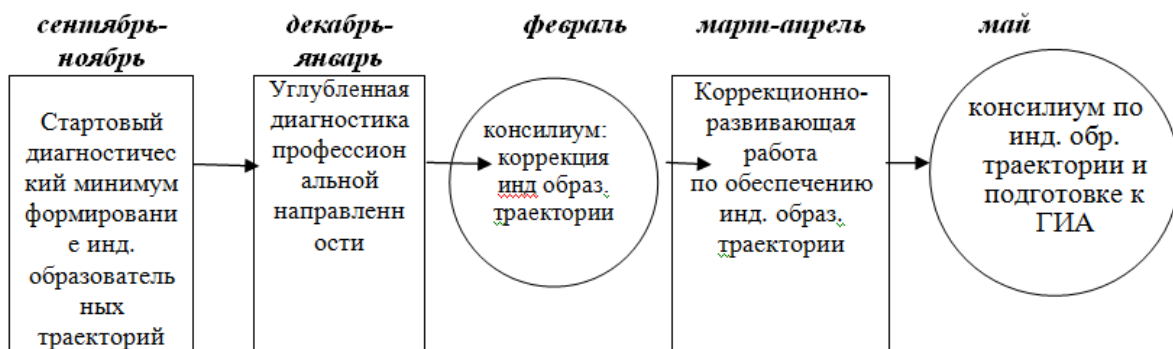 сентябрь-
ноябрь
Стартовый
диагностичес
кий минимум
формировани
е инд.
образователь
ных
траекторий
декабрь-
январь
Углубленная
диагностика
профессион
альной
направленн
ости
февраль
консилиум:
коррекция
инд образ.
траектории
март-апрель
Коррекционно-
развивающая
работа
по обеспечению
инд. образ.
траектории
май
консилиум по
инд. обр.
траектории и
подготовке к
ГИА